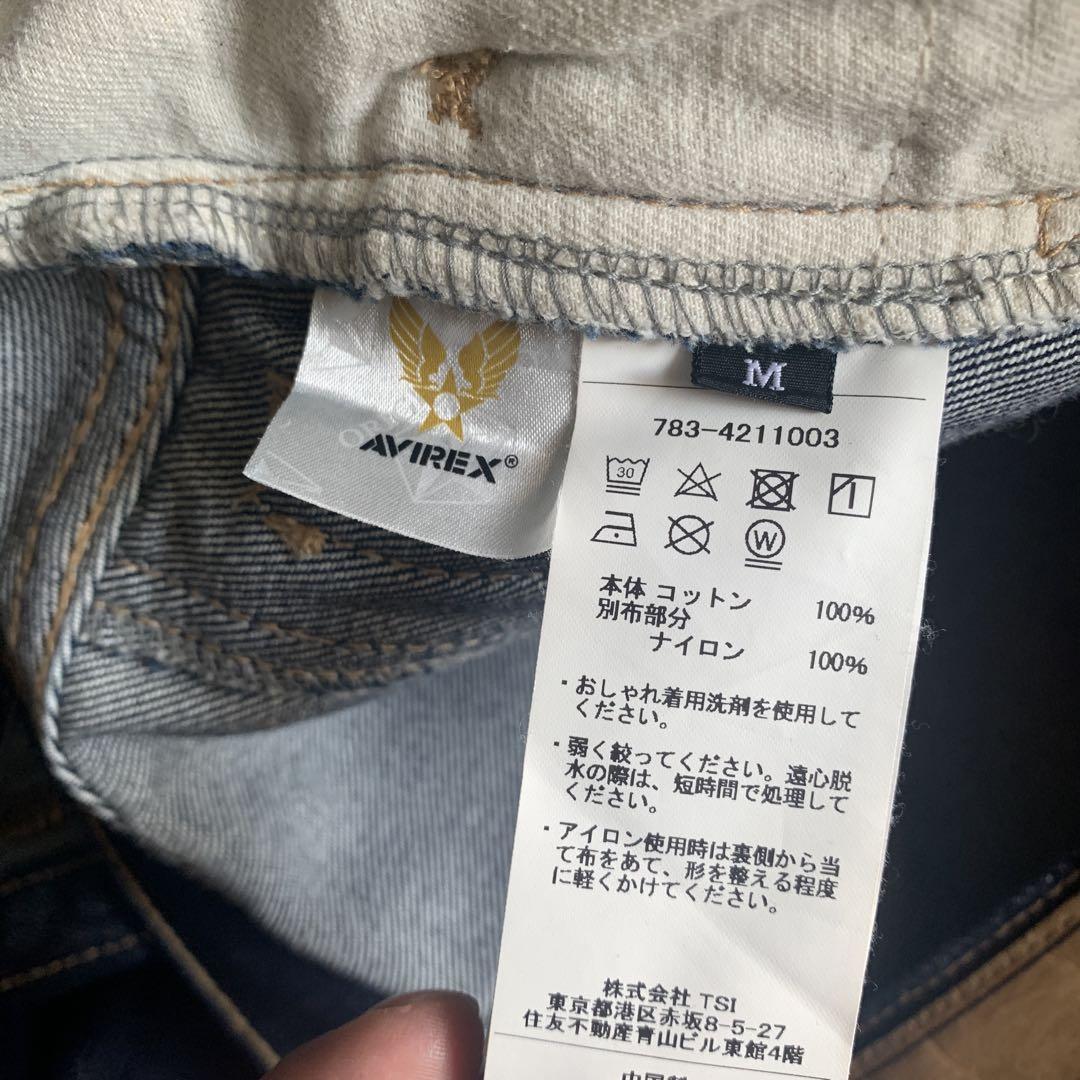 AVIREX®
M
783-4211003
30
W
本体 コットン 100%
別布部分
ナイロン 100%
・おしゃれ着用洗剤を使用して
ください。
・弱く絞ってください。遠心脱
水の際は、短時間で処理して
ください。
・アイロン使用時は裏側から当
て布をあて、形を整える程度
に軽くかけてください。
株式会社 TSI
東京都港区赤坂8-5-27
住友不動産青山ビル東館4階